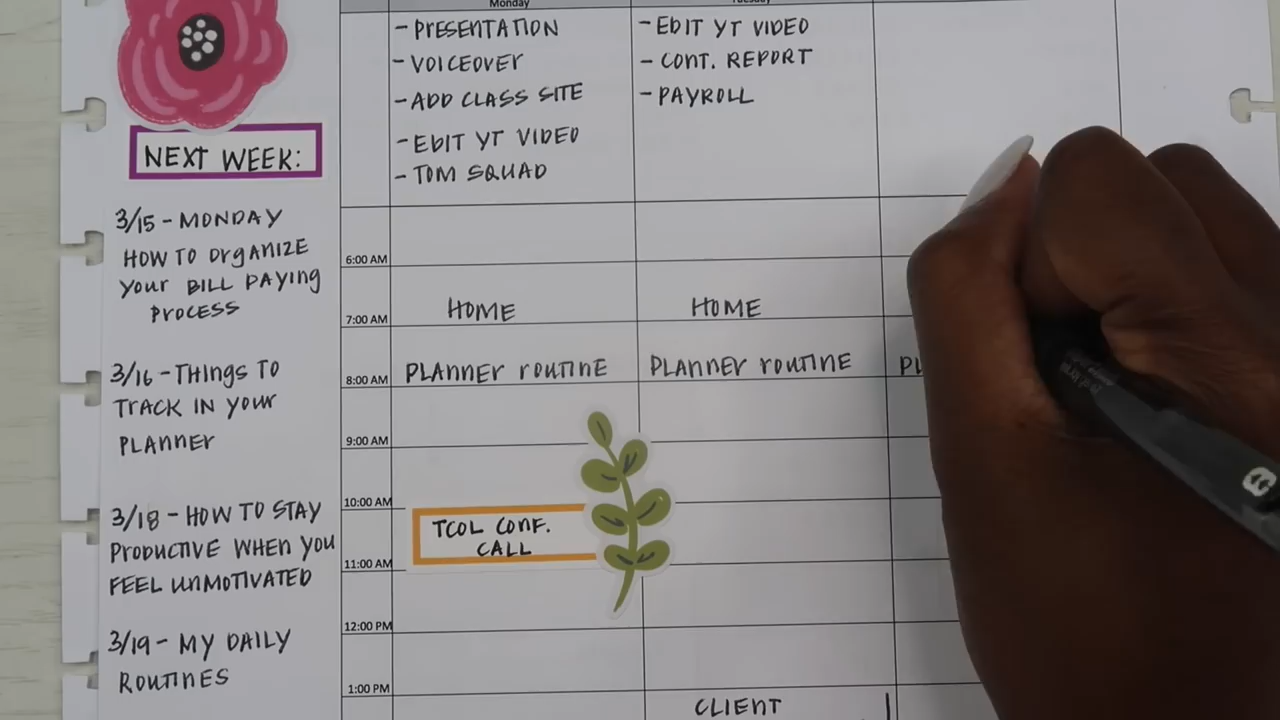 Monday
- PRESENTATION
- VOICEOVER
- ADD CLASS SITE
- EDIT YT VIDEO
- TOM SQUAD
Tuesday
- EDIT YT VIDEO
- CONT. REPORT
- PAYROLL
NEXT WEEK:
3/15 - MONDAY
HOW TO OrgANIZE
your BILL PAYING
PROCESS
3/16 - THINgS TO
TRACK IN your
PLANNER
3/18 - HOW TO STAY
PRODUCTIVE WHEN YOU
FEEL unMOTIVATED
3/19 - MY DAILY
ROUTINES
6:00 AM
7:00 AM
HOME
HOME
8:00 AM
PLANNER routine
PLANNER routine
PL
9:00 AM
10:00 AM
TCOL CONF.
CALL
11:00 AM
12:00 PM
1:00 PM
CLIENT